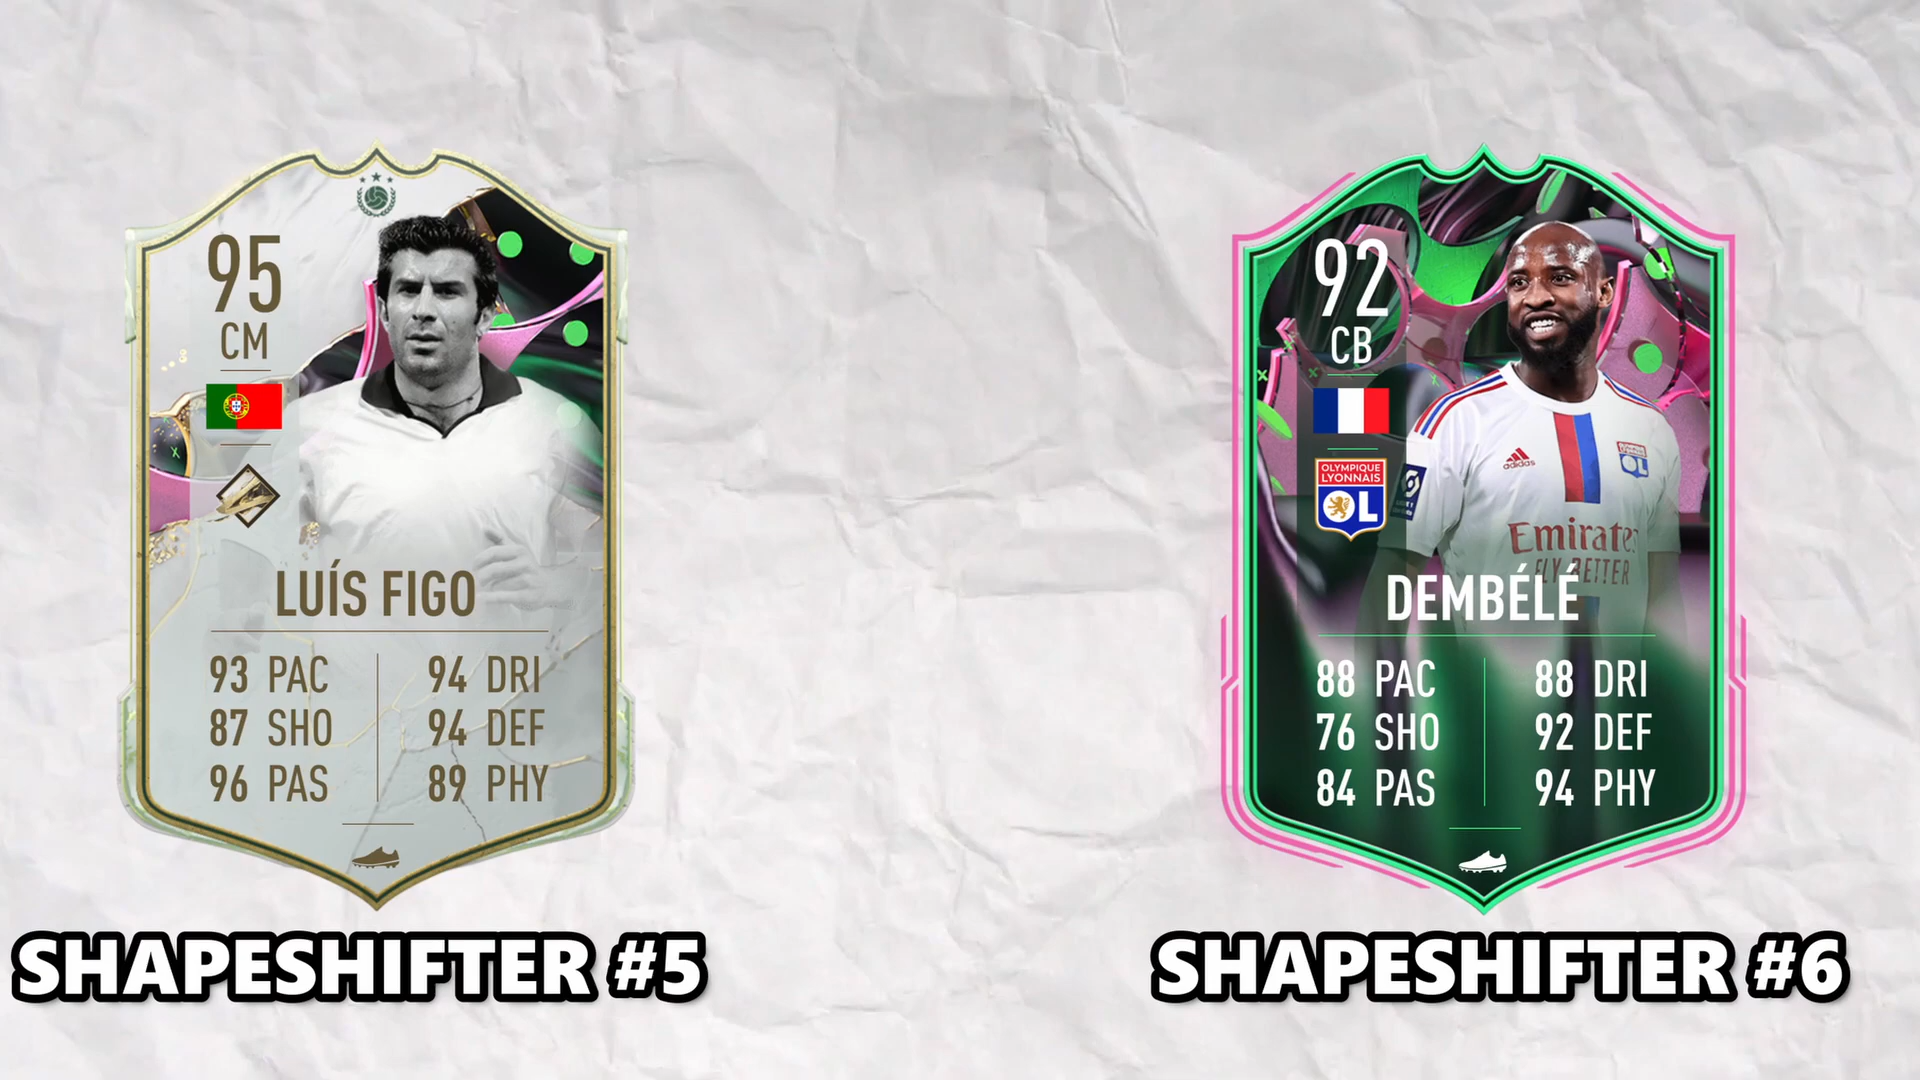 95
CM
LUÍS FIGO
93 PAC
94 DRI
87 SHO
94 DEF
96 PAS
89 PHY
SHAPESHIFTER #5
92
CB
OLYMPIQUE
LYONNAIS
OL
adidas
OL
Emirates
FLY BETTER
DEMBÉLÉ
88 PAC
88 DRI
76 SHO
92 DEF
84 PAS
94 PHY
SHAPESHIFTER #6